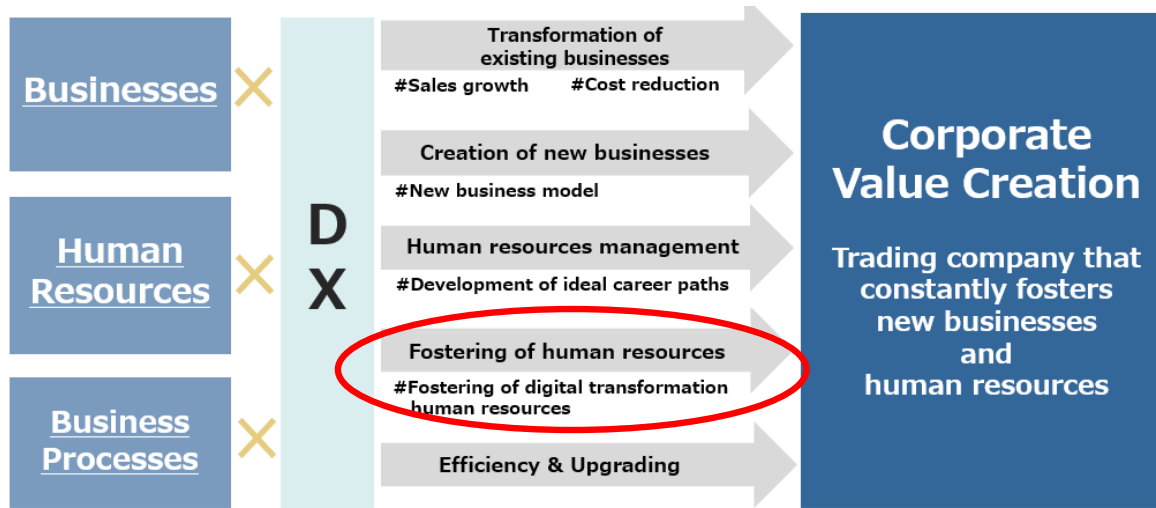 Businesses
×
Human
Resources
×
Business
Processes
×
D
X
Transformation of
existing businesses
#Sales growth #Cost reduction
Creation of new businesses
#New business model
Human resources management
#Development of ideal career paths
Fostering of human resources
#Fostering of digital transformation
human resources
Efficiency & Upgrading
Corporate
Value Creation
Trading company that
constantly fosters
new businesses
and
human resources